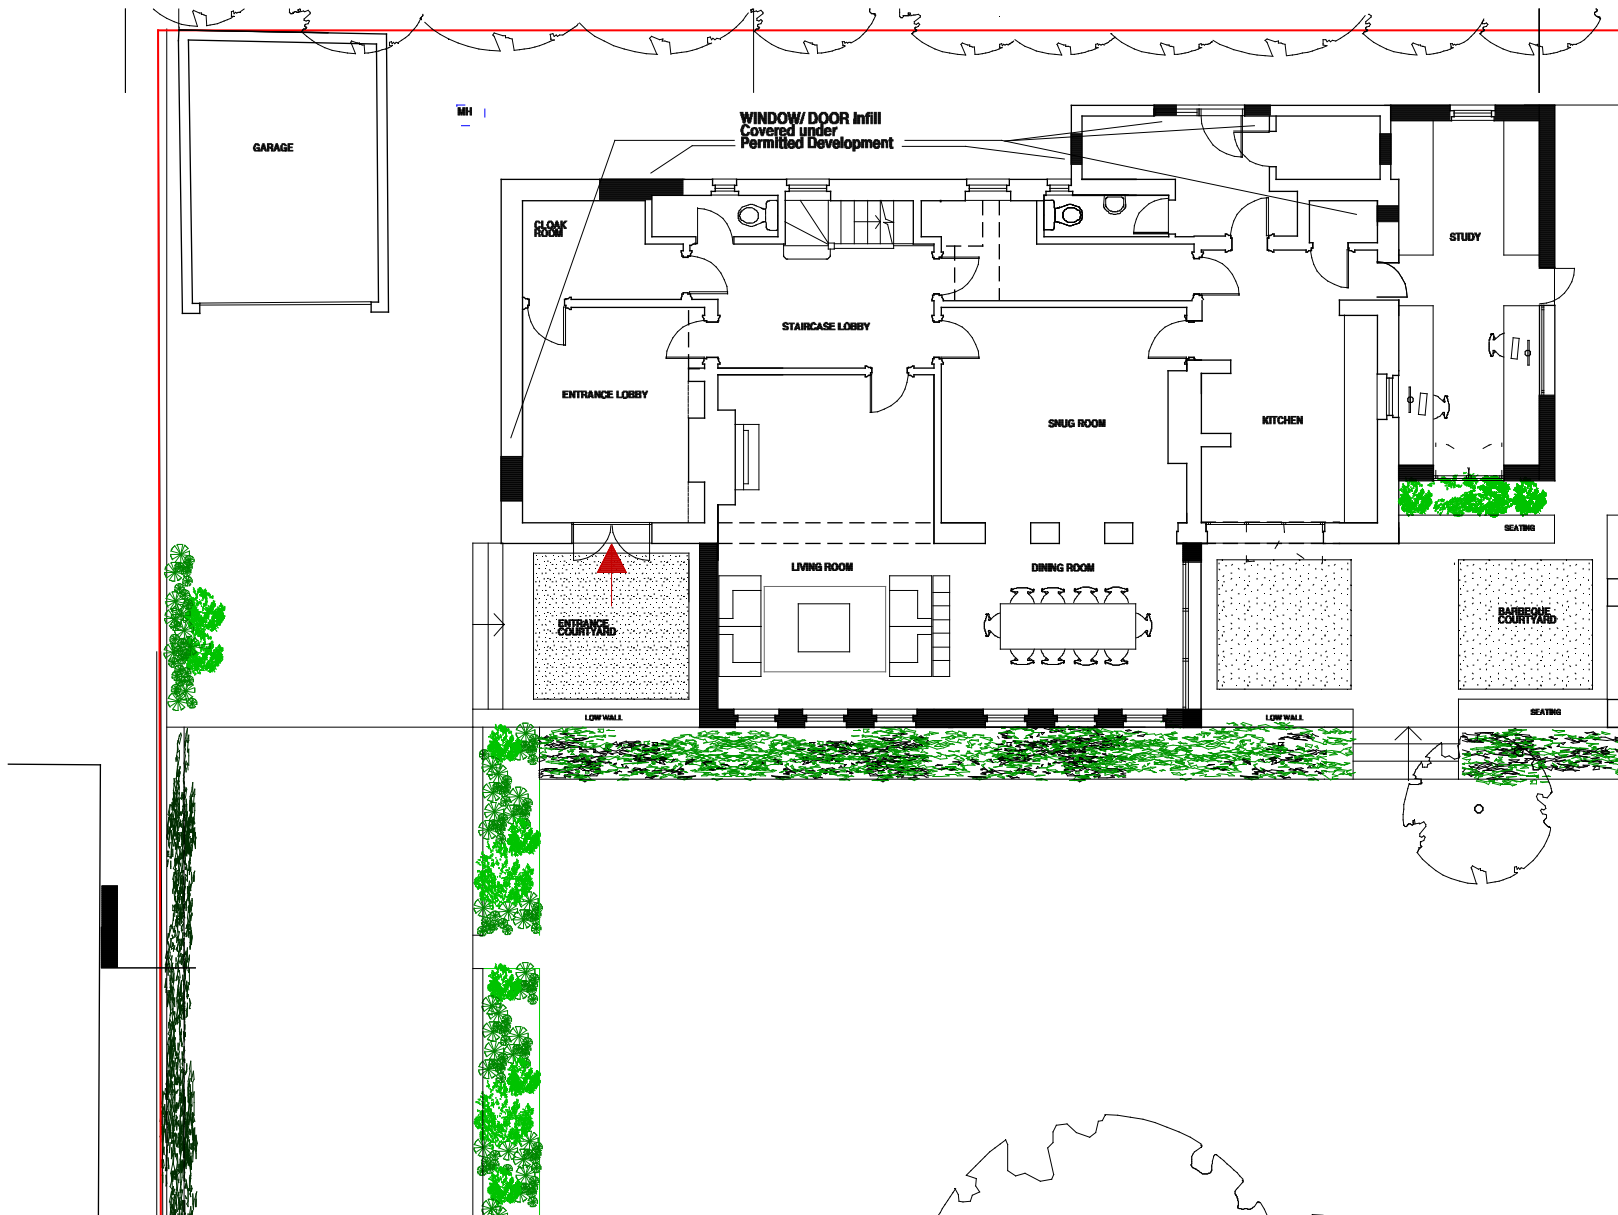 MH
WINDOW/ DOOR Infill
Covered under
Permitted Development
GARAGE
CLOAK
ROOM
STUDY
STAIRCASE LOBBY
ENTRANCE LOBBY
SNUG ROOM
KITCHEN
SEATING
LIVING ROOM
DINING ROOM
ENTRANCE
COURTYARD
BARBEQUE
COURTYARD
LOW WALL
LOW WALL
SEATING